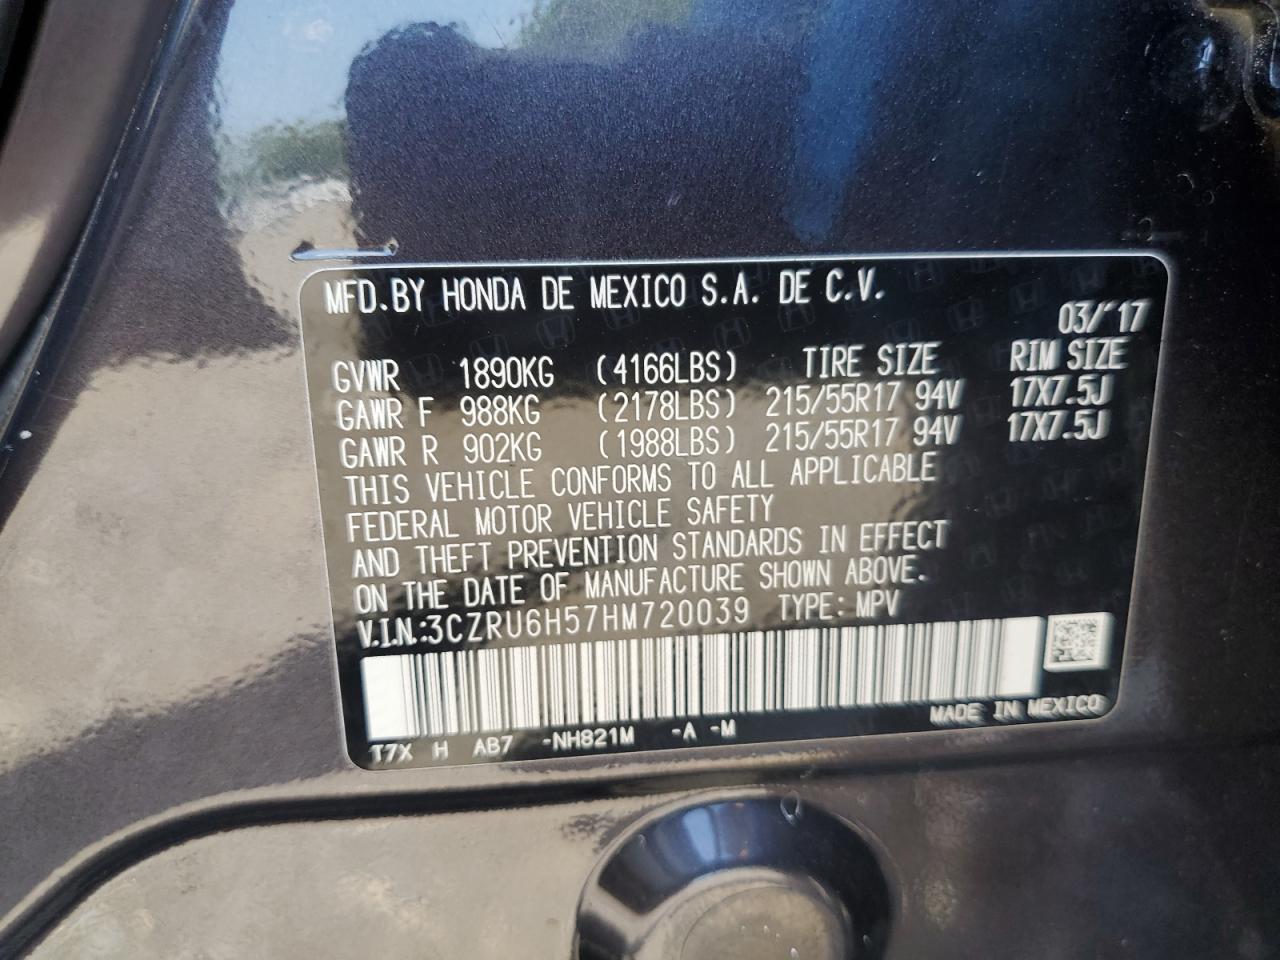 MFD.BY HONDA DE MEXICO S.A. DE C.V.
03/'17
GVWR 1890KG (4166LBS) TIRE SIZE RIM SIZE
GAWR F 988KG (2178LBS) 215/55R17 94V 17X7.5J
GAWR R 902KG (1988LBS) 215/55R17 94V 17X7.5J
THIS VEHICLE CONFORMS TO ALL APPLICABLE
FEDERAL MOTOR VEHICLE SAFETY
AND THEFT PREVENTION STANDARDS IN EFFECT
ON THE DATE OF MANUFACTURE SHOWN ABOVE.
V.I.N.:3CZRU6H57HM720039 TYPE: MPV
MADE IN MEXICO
T7X H AB7 -NH821M -A -M